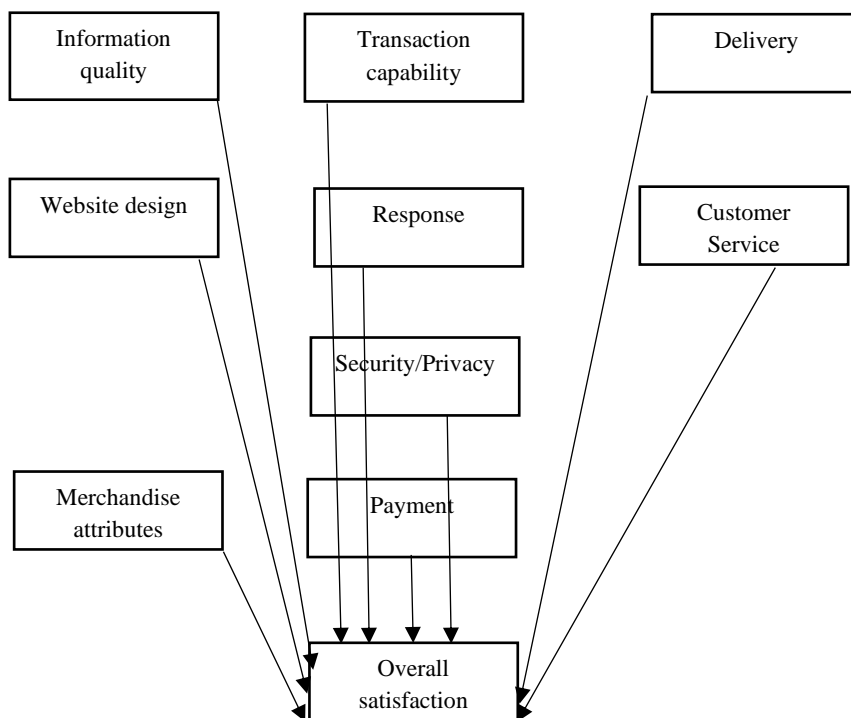 Information
quality
Transaction
capability
Delivery
Website design
Response
Customer
Service
Security/Privacy
Merchandise
attributes
Payment
Overall
satisfaction